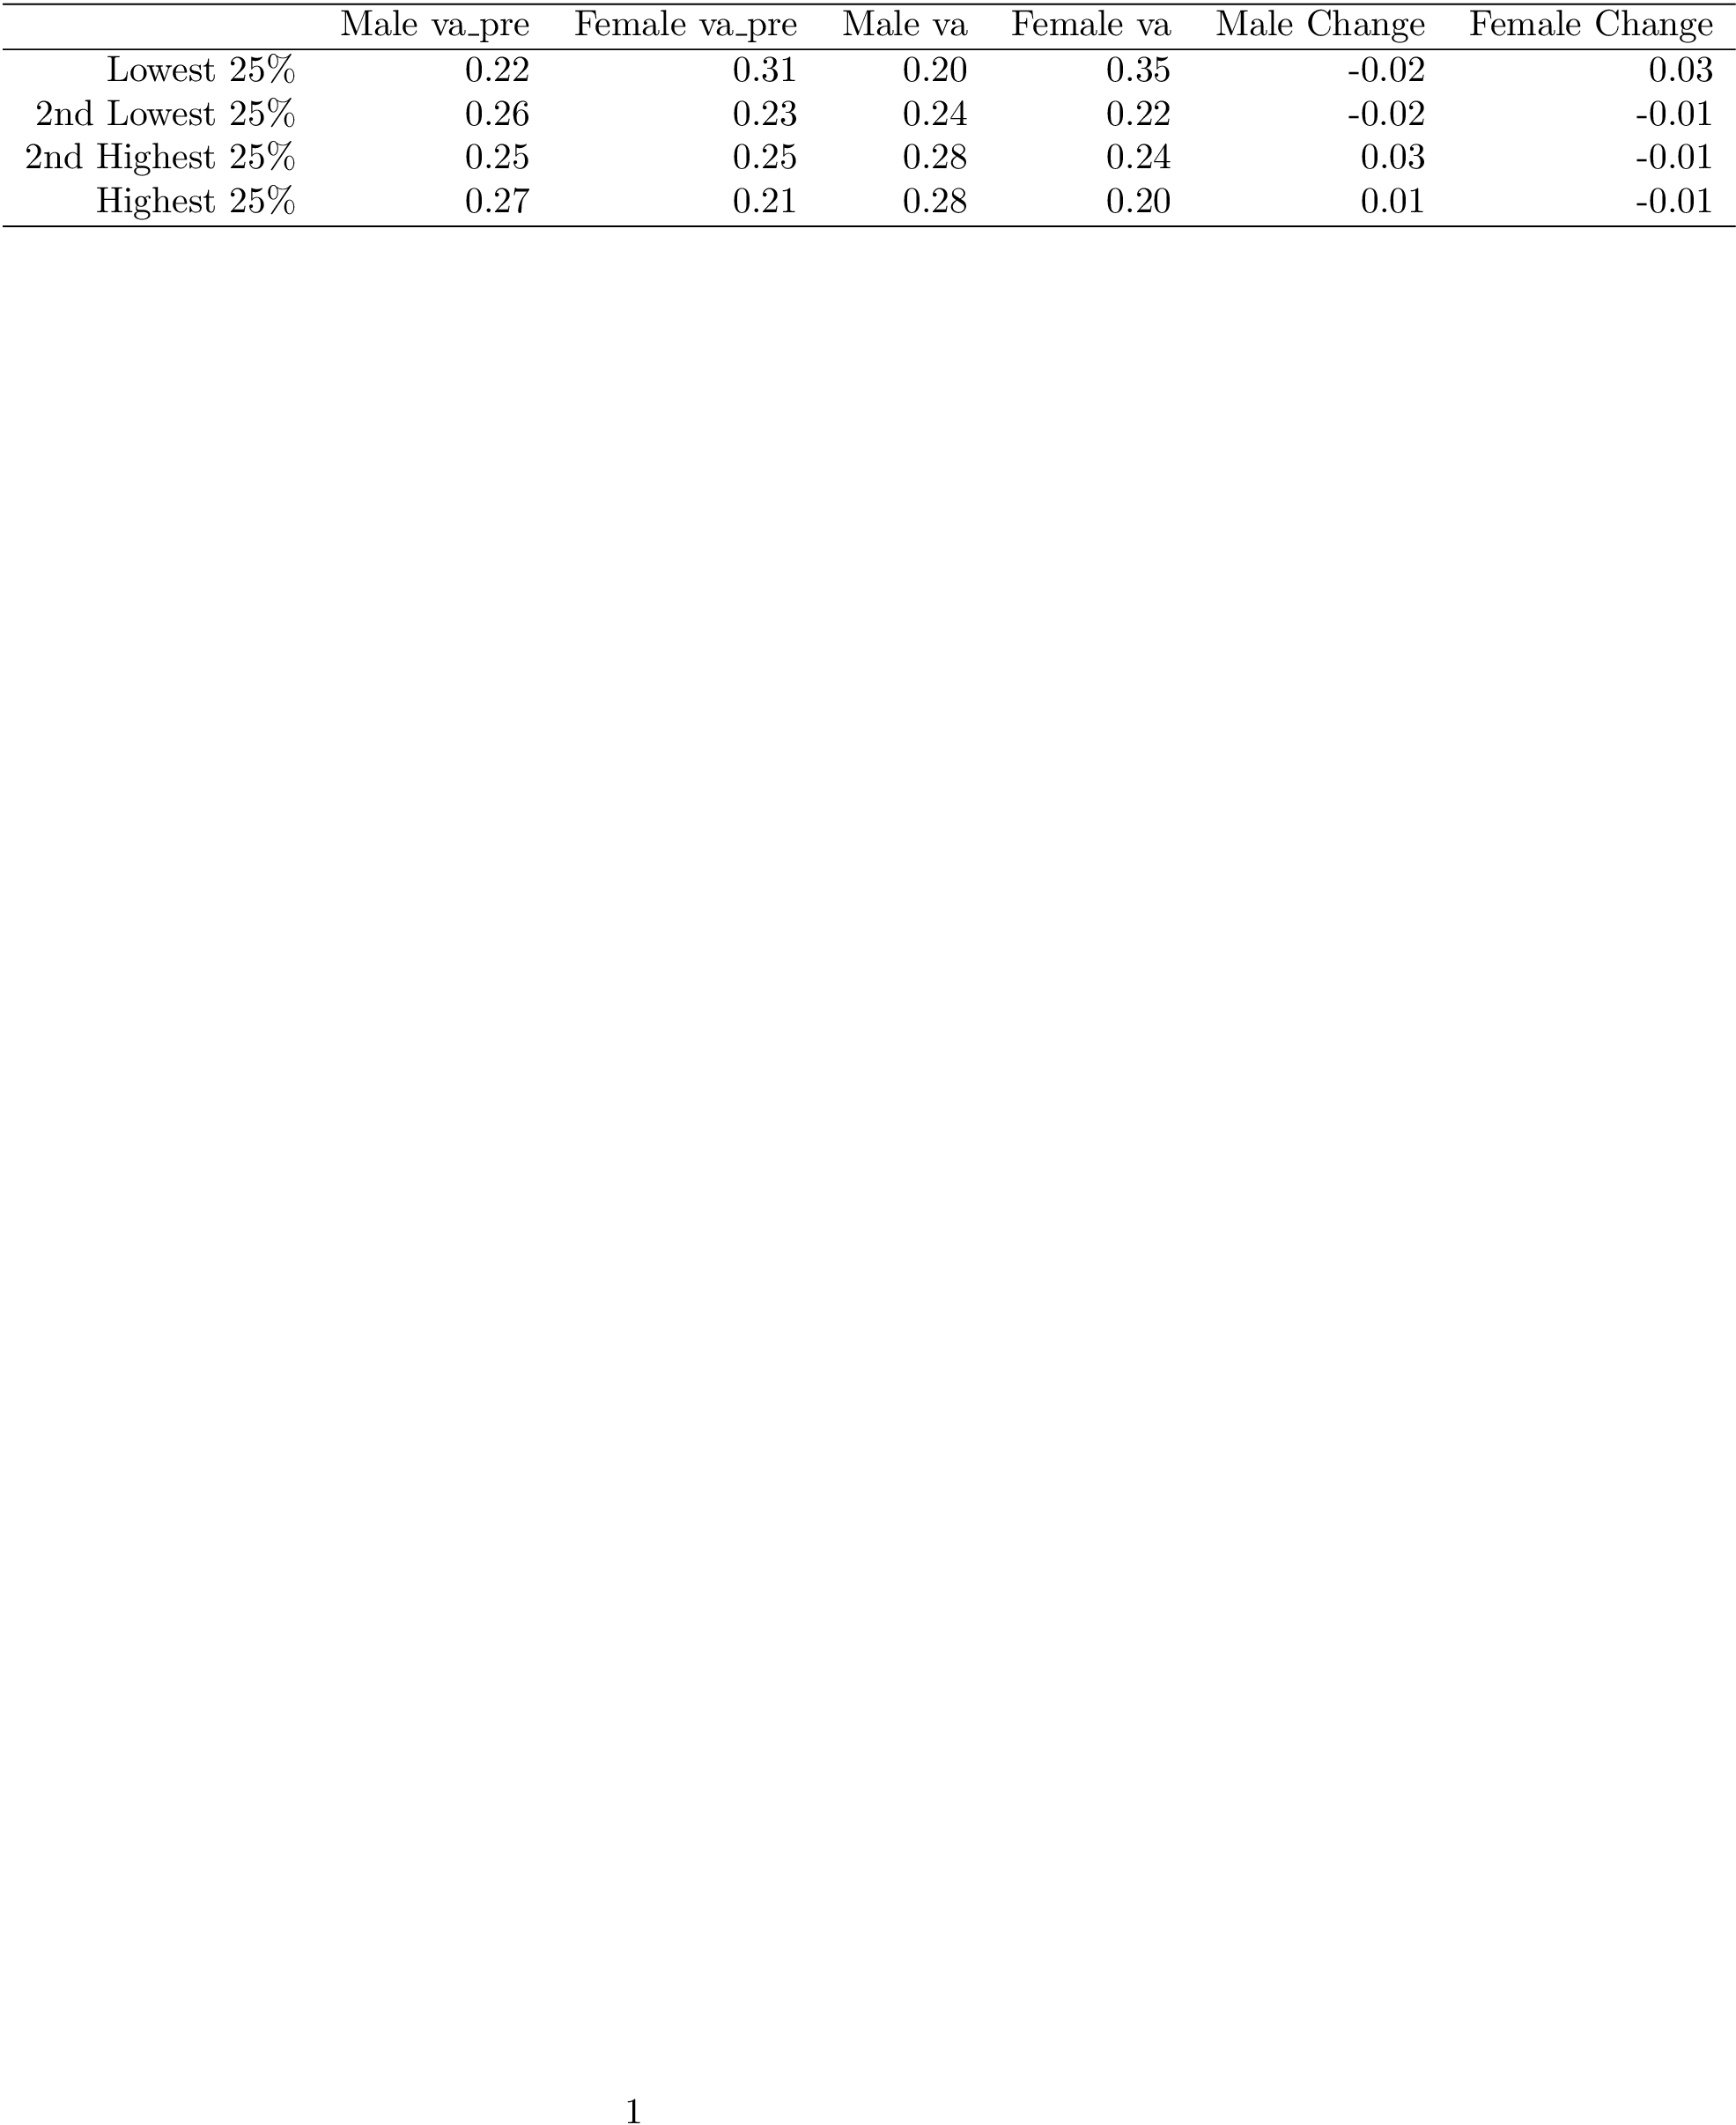 Male va_pre Female va_pre Male va Female va Male Change Female Change
Lowest 25% 0.22 0.31 0.20 0.35 -0.02 0.03
2nd Lowest 25% 0.26 0.23 0.24 0.22 -0.02 -0.01
2nd Highest 25% 0.25 0.25 0.28 0.24 0.03 -0.01
Highest 25% 0.27 0.21 0.28 0.20 0.01 -0.01
1